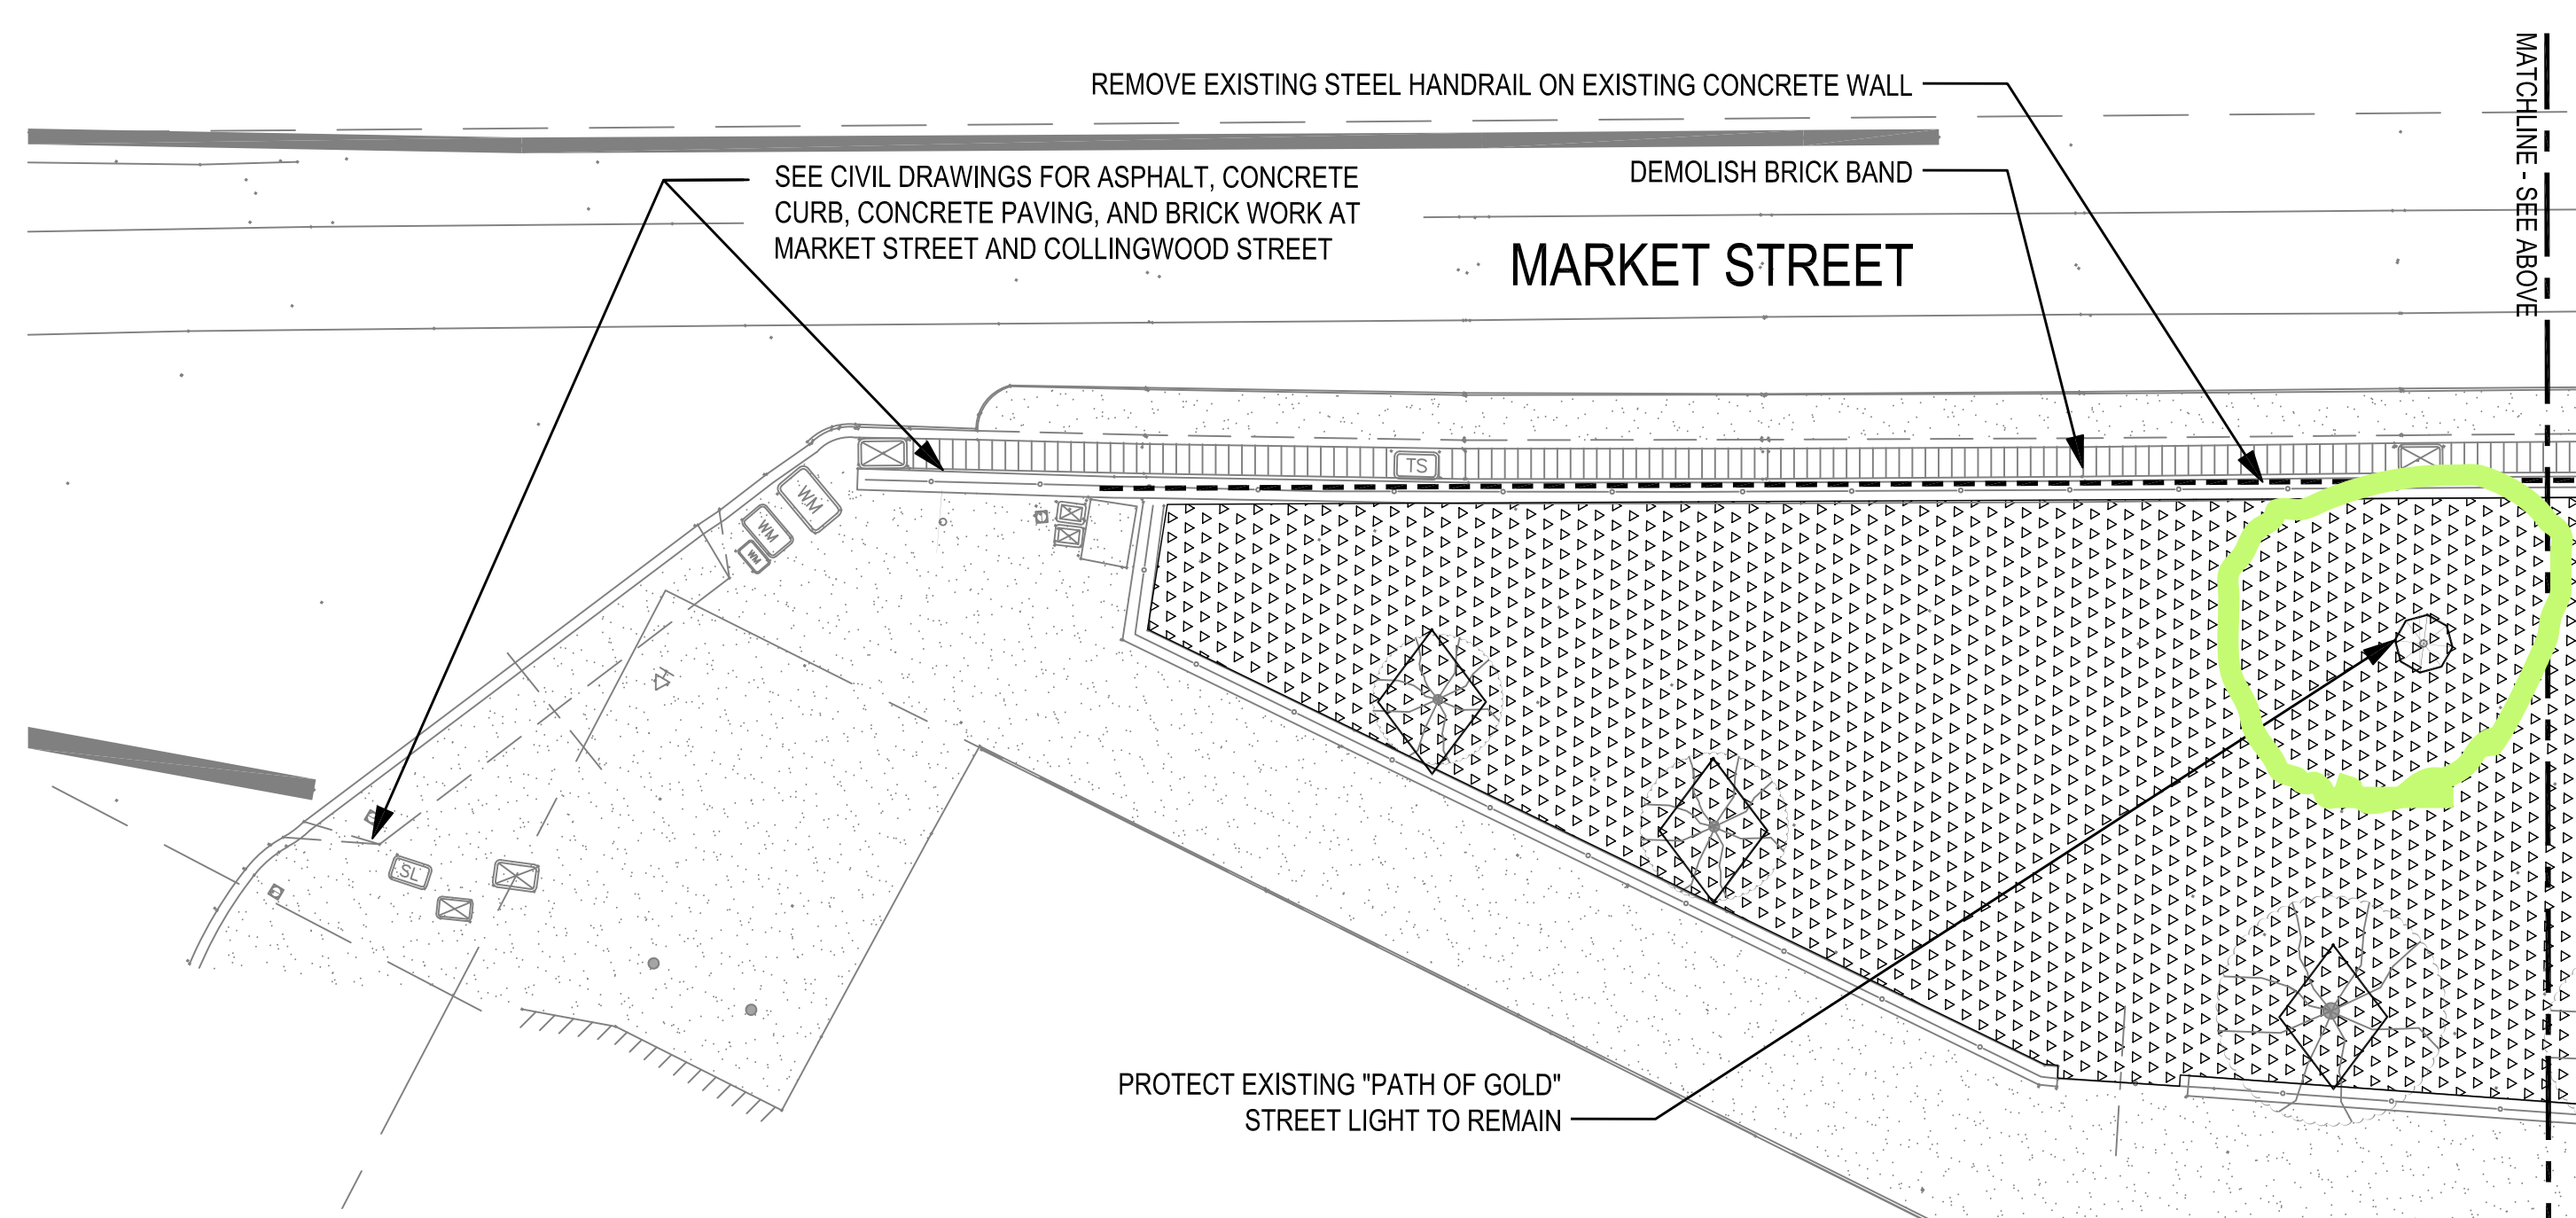 REMOVE EXISTING STEEL HANDRAIL ON EXISTING CONCRETE WALL
DEMOLISH BRICK BAND
SEE CIVIL DRAWINGS FOR ASPHALT, CONCRETE
CURB, CONCRETE PAVING, AND BRICK WORK AT
MARKET STREET AND COLLINGWOOD STREET
MARKET STREET
MATCHLINE - SEE ABOVE
TS
WM
WM
WM
SL
PROTECT EXISTING "PATH OF GOLD"
STREET LIGHT TO REMAIN